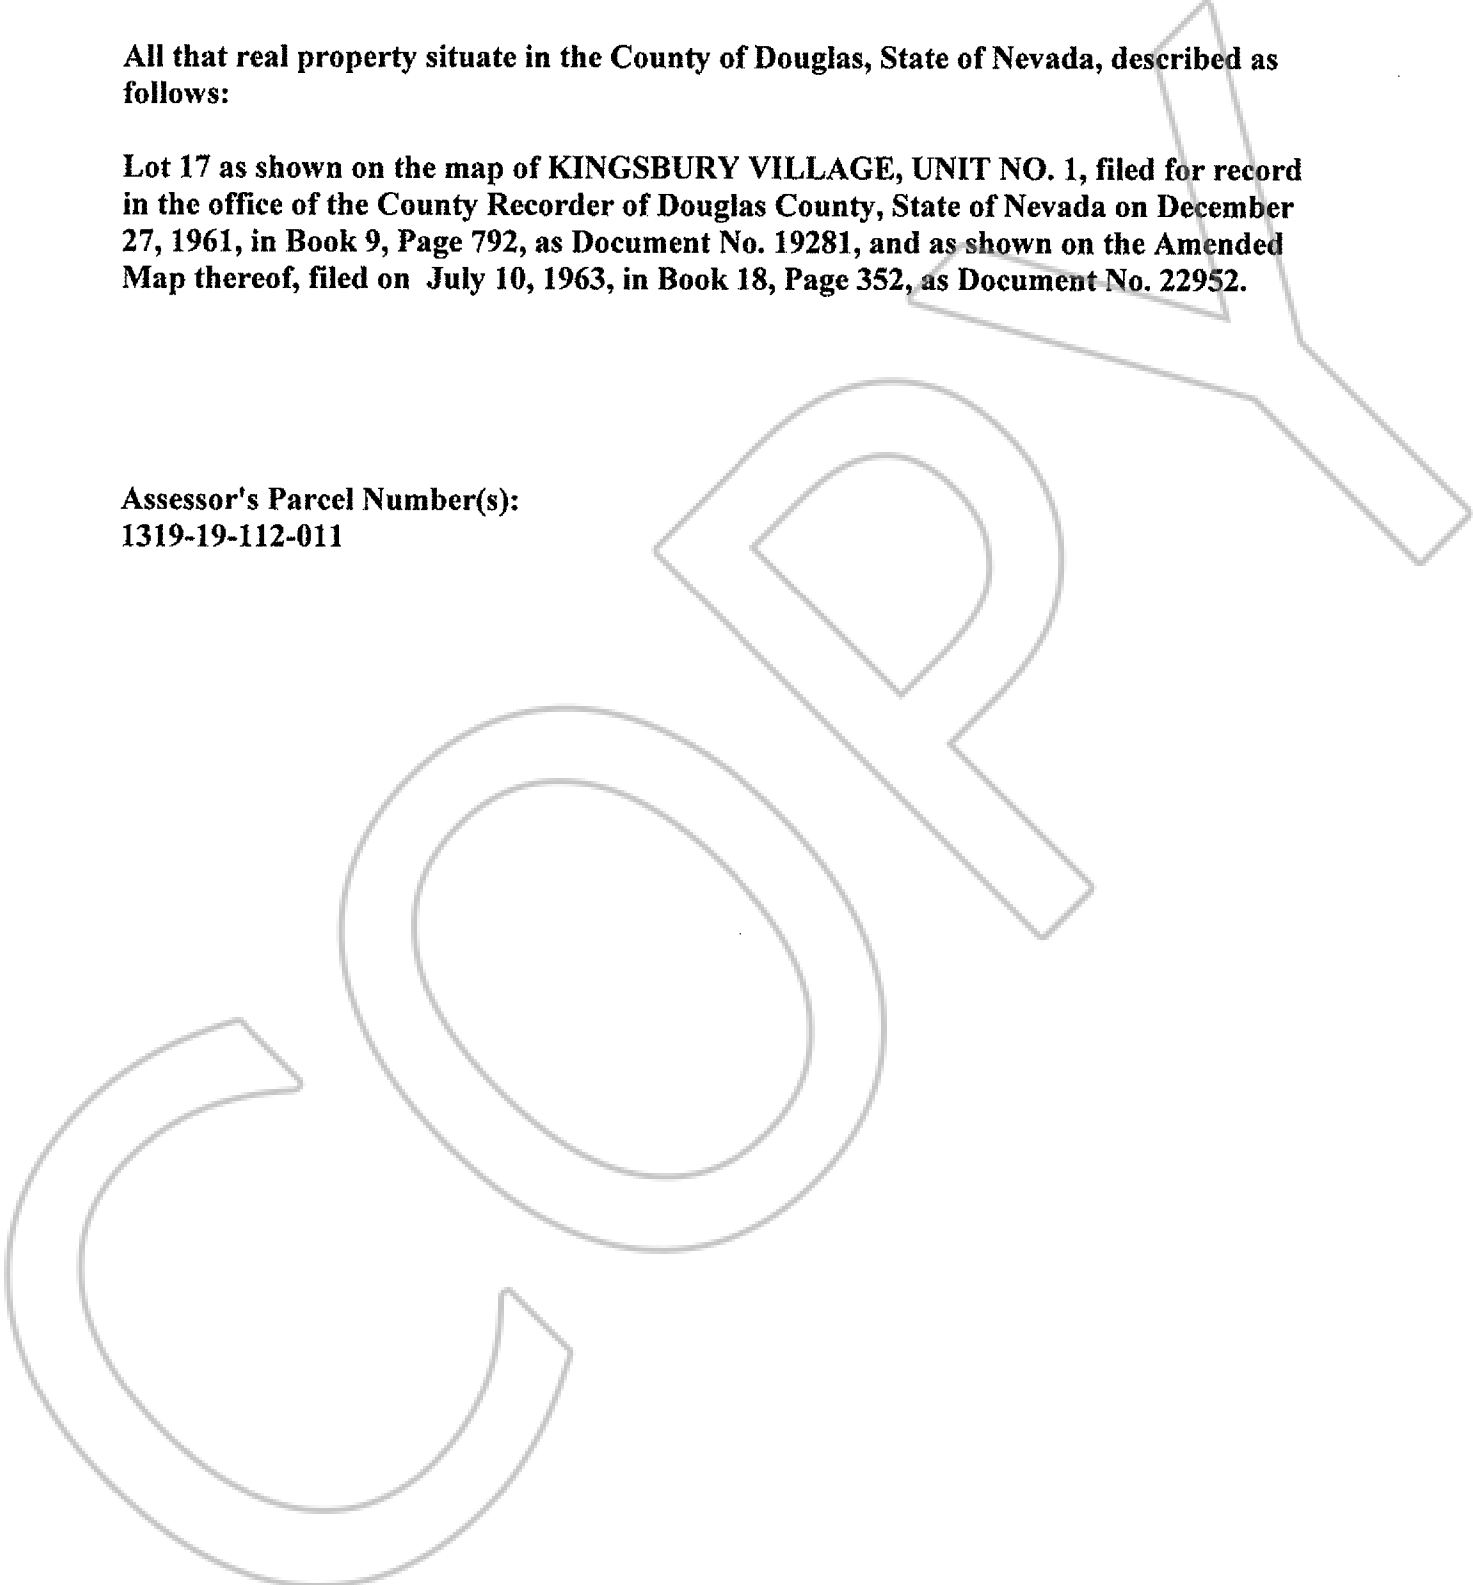 All that real property situate in the County of Douglas, State of Nevada, described as
follows:
Lot 17 as shown on the map of KINGSBURY VILLAGE, UNIT NO. 1, filed for record
in the office of the County Recorder of Douglas County, State of Nevada on December
27, 1961, in Book 9, Page 792, as Document No. 19281, and as shown on the Amended
Map thereof, filed on  July 10, 1963, in Book 18, Page 352, as Document No. 22952.
Assessor's Parcel Number(s):
1319-19-112-011
COPY